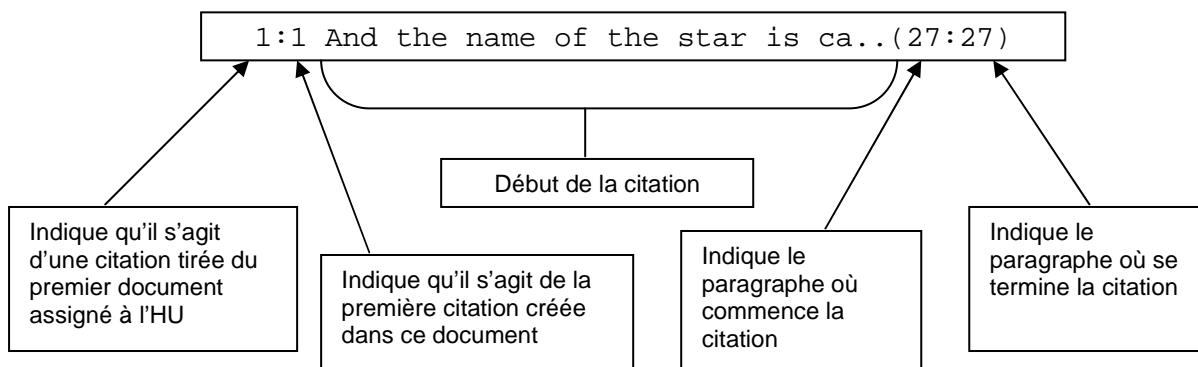 1:1 And the name of the star is ca..(27:27)
Début de la citation
Indique qu’il s’agit
d’une citation tirée du
premier document
assigné à l’HU
Indique qu’il s’agit de la
première citation créée
dans ce document
Indique le
paragraphe où
commence la
citation
Indique le
paragraphe où se
termine la citation